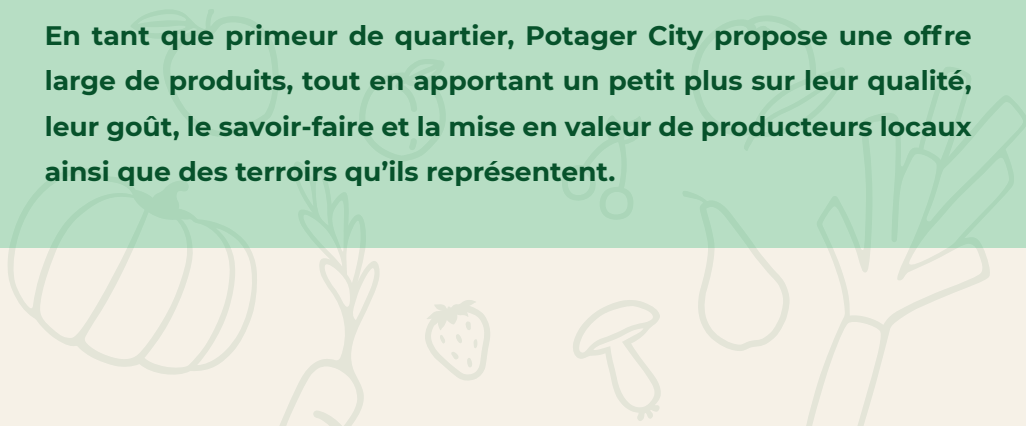 En tant que primeur de quartier, Potager City propose une offre
large de produits, tout en apportant un petit plus sur leur qualité,
leur goût, le savoir-faire et la mise en valeur de producteurs locaux
ainsi que des terroirs qu’ils représentent.